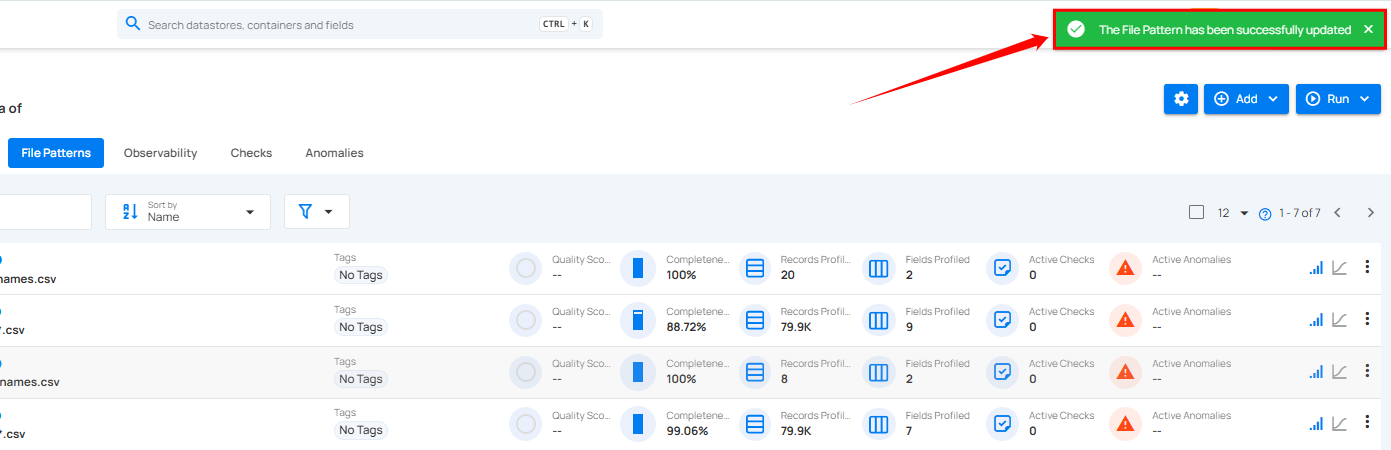 Search datastores, containers and fields CTRL + K
The File Pattern has been successfully updated
a of
Add Run
File Patterns Observability Checks Anomalies
Sort by
Name
12 1 - 7 of 7
Tags Quality Sco... Completene... Records Profil... Fields Profiled Active Checks Active Anomalies
names.csv No Tags -- 100% 20 2 0 --
Tags Quality Sco... Completene... Records Profil... Fields Profiled Active Checks Active Anomalies
*.csv No Tags -- 88.72% 79.9K 9 0 --
Tags Quality Sco... Completene... Records Profil... Fields Profiled Active Checks Active Anomalies
names.csv No Tags -- 100% 8 2 0 --
Tags Quality Sco... Completene... Records Profil... Fields Profiled Active Checks Active Anomalies
*.csv No Tags -- 99.06% 79.9K 7 0 --